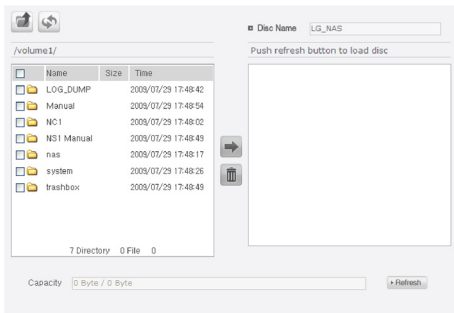 Disc Name LG_NAS
/volume1/
Push refresh button to load disc
Name Size Time
LOG_DUMP 2009/07/29 17:48:42
Manual 2009/07/29 17:48:54
NC1 2009/07/29 17:48:02
NS1 Manual 2009/07/29 17:48:49
nas 2009/07/29 17:48:17
system 2009/07/29 17:48:26
trashbox 2009/07/29 17:48:49
7 Directory 0 File 0
Capacity 0 Byte / 0 Byte
Refresh